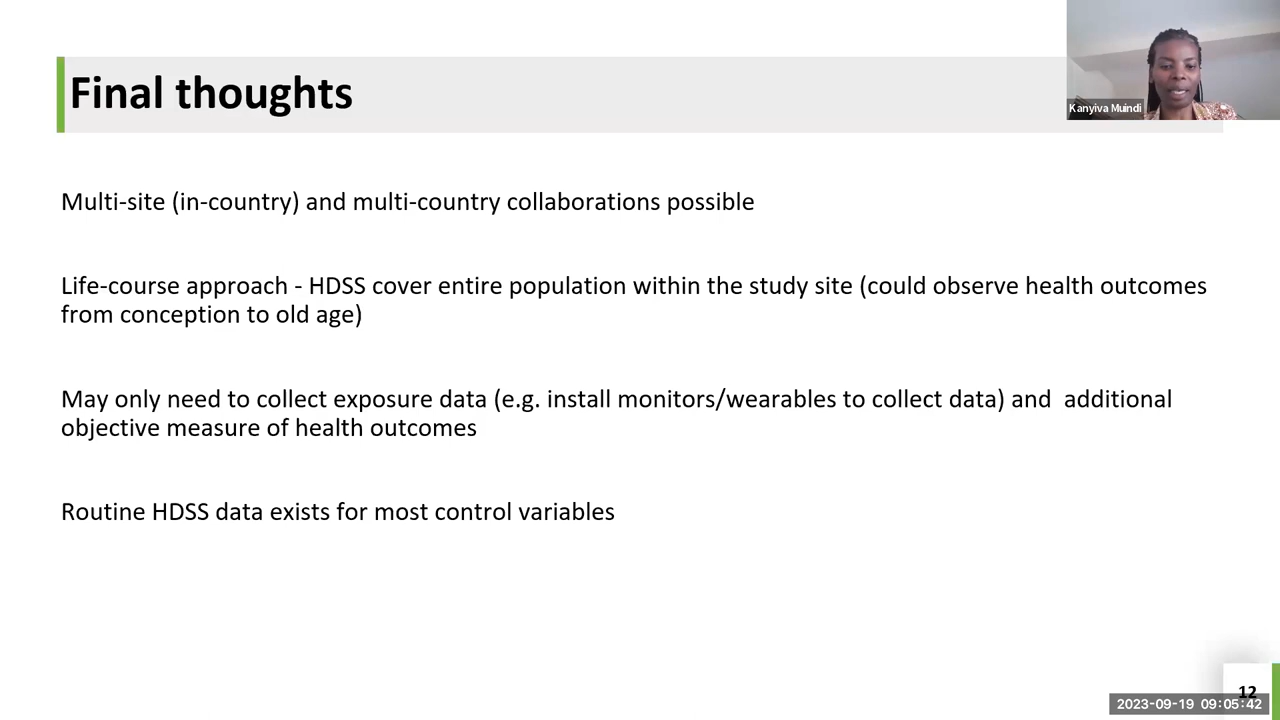 Final thoughts
Kanyiva Muindi
Multi-site (in-country) and multi-country collaborations possible
Life-course approach - HDSS cover entire population within the study site (could observe health outcomes
from conception to old age)
May only need to collect exposure data (e.g. install monitors/wearables to collect data) and  additional
objective measure of health outcomes
Routine HDSS data exists for most control variables
12
2023-09-19 09:05:42